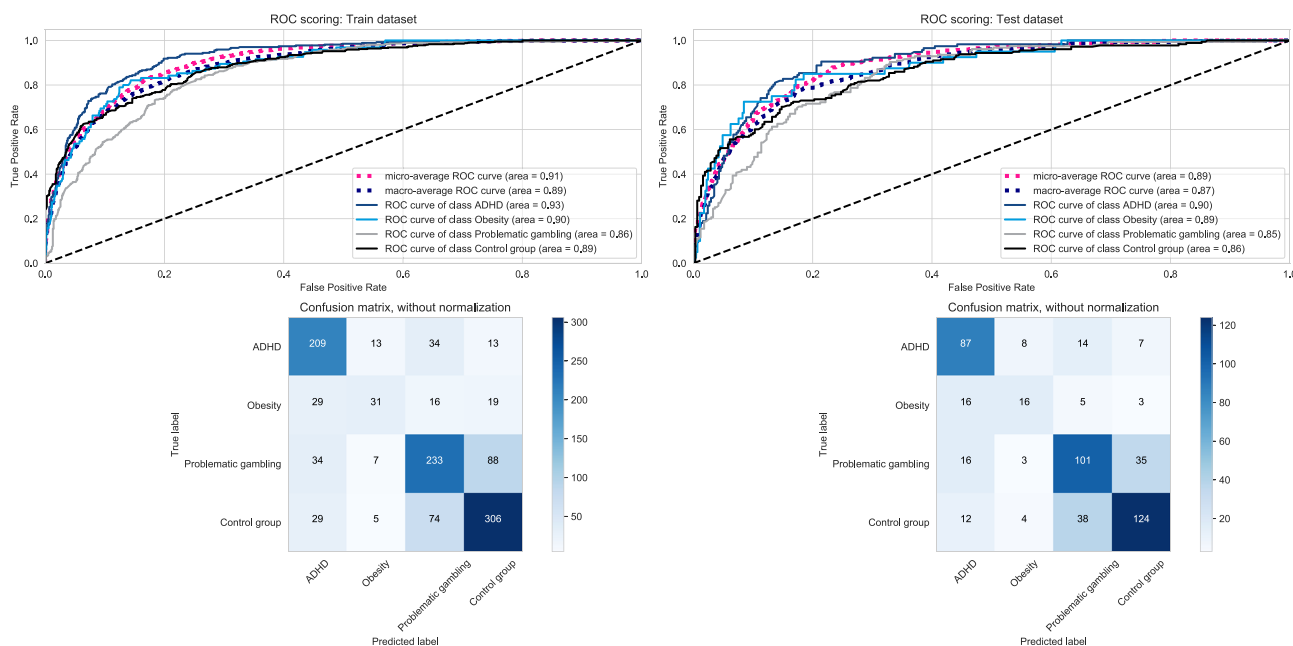 ROC scoring: Train dataset
1.0
0.8
0.6
0.4
0.2
0.0
True Positive Rate
0.0 0.2 0.4 0.6 0.8 1.0
False Positive Rate
micro-average ROC curve (area = 0.91)
macro-average ROC curve (area = 0.89)
ROC curve of class ADHD (area = 0.93)
ROC curve of class Obesity (area = 0.90)
ROC curve of class Problematic gambling (area = 0.86)
ROC curve of class Control group (area = 0.89)
ROC scoring: Test dataset
1.0
0.8
0.6
0.4
0.2
0.0
True Positive Rate
0.0 0.2 0.4 0.6 0.8 1.0
False Positive Rate
micro-average ROC curve (area = 0.89)
macro-average ROC curve (area = 0.87)
ROC curve of class ADHD (area = 0.90)
ROC curve of class Obesity (area = 0.89)
ROC curve of class Problematic gambling (area = 0.85)
ROC curve of class Control group (area = 0.86)
Confusion matrix, without normalization
True label
ADHD 209 13 34 13
Obesity 29 31 16 19
Problematic gambling 34 7 233 88
Control group 29 5 74 306
ADHD Obesity Problematic gambling Control group
Predicted label
300
250
200
150
100
50
Confusion matrix, without normalization
True label
ADHD 87 8 14 7
Obesity 16 16 5 3
Problematic gambling 16 3 101 35
Control group 12 4 38 124
ADHD Obesity Problematic gambling Control group
Predicted label
120
100
80
60
40
20